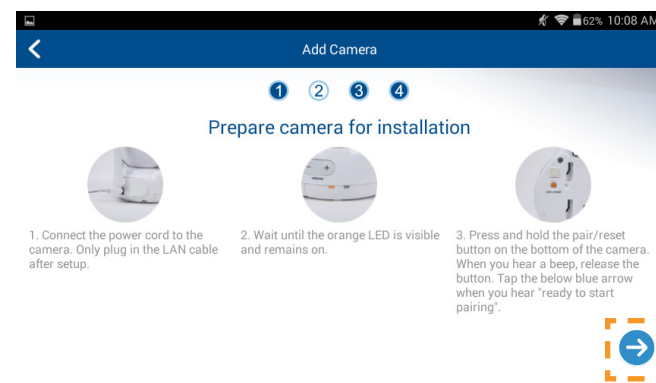 62% 10:08 AM
Add Camera
1 2 3 4
Prepare camera for installation
1. Connect the power cord to the
camera. Only plug in the LAN cable
after setup.
2. Wait until the orange LED is visible
and remains on.
3. Press and hold the pair/reset
button on the bottom of the camera.
When you hear a beep, release the
button. Tap the below blue arrow
when you hear "ready to start
pairing".